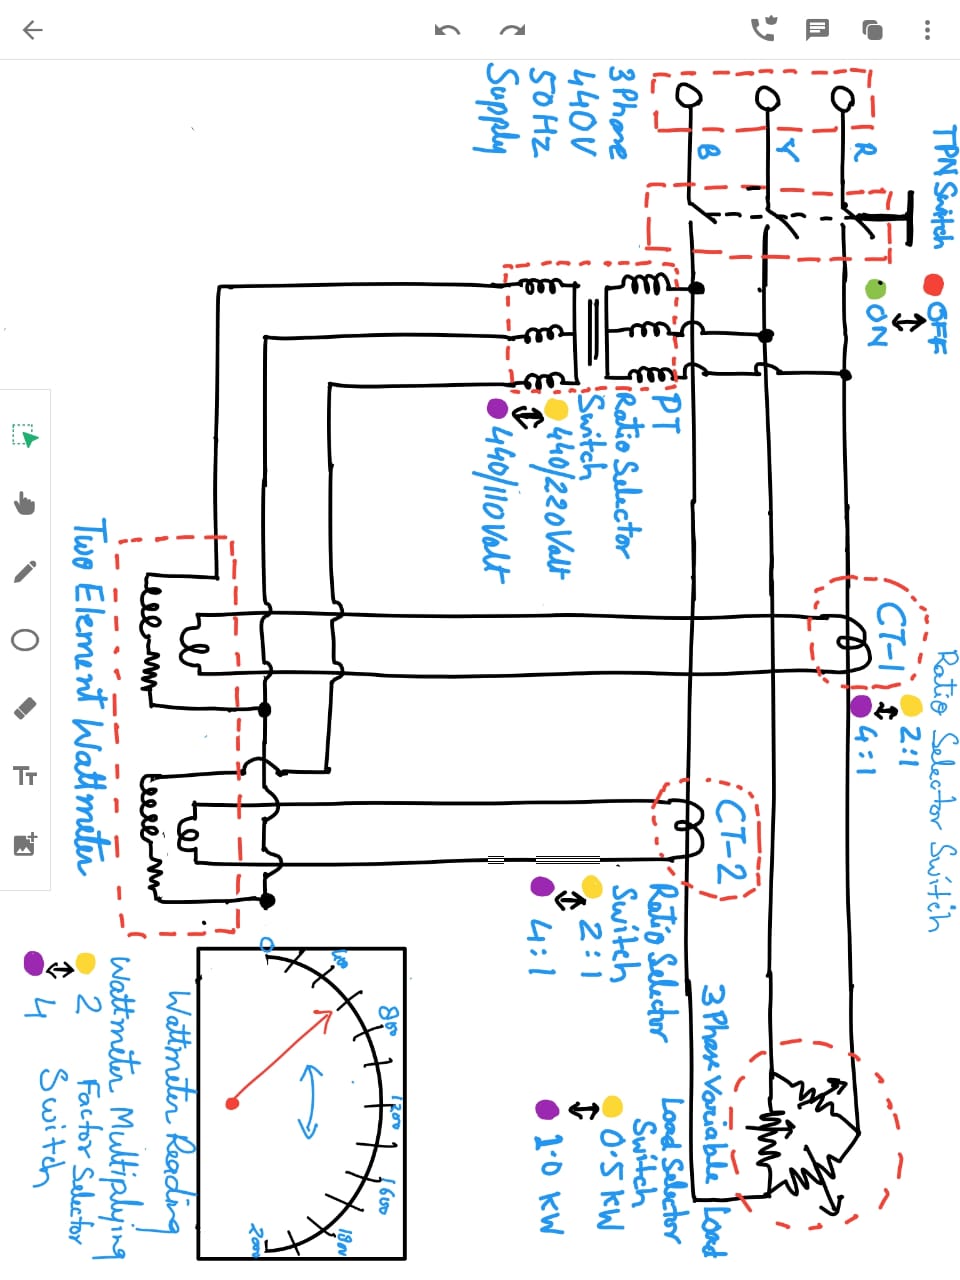 TPN Switch
OFF
ON
R
Y
B
3 Phone
440V
50 HZ
Supply
PT
Ratio Selector
Switch
440/220 Volt
440/110 Volt
Ratio Selector Switch
CT-1
2:1
4:1
CT-2
Ratio Selector
Switch
2:1
4:1
3 Phase Variable Load
Load Selector
Switch
0.5 KW
1.0 KW
Two Element Wattmeter
0
400
800
1200
1600
1800
2000
Wattmeter Reading
Wattmeter Multiplying
Factor Selector
Switch
2
4
TT